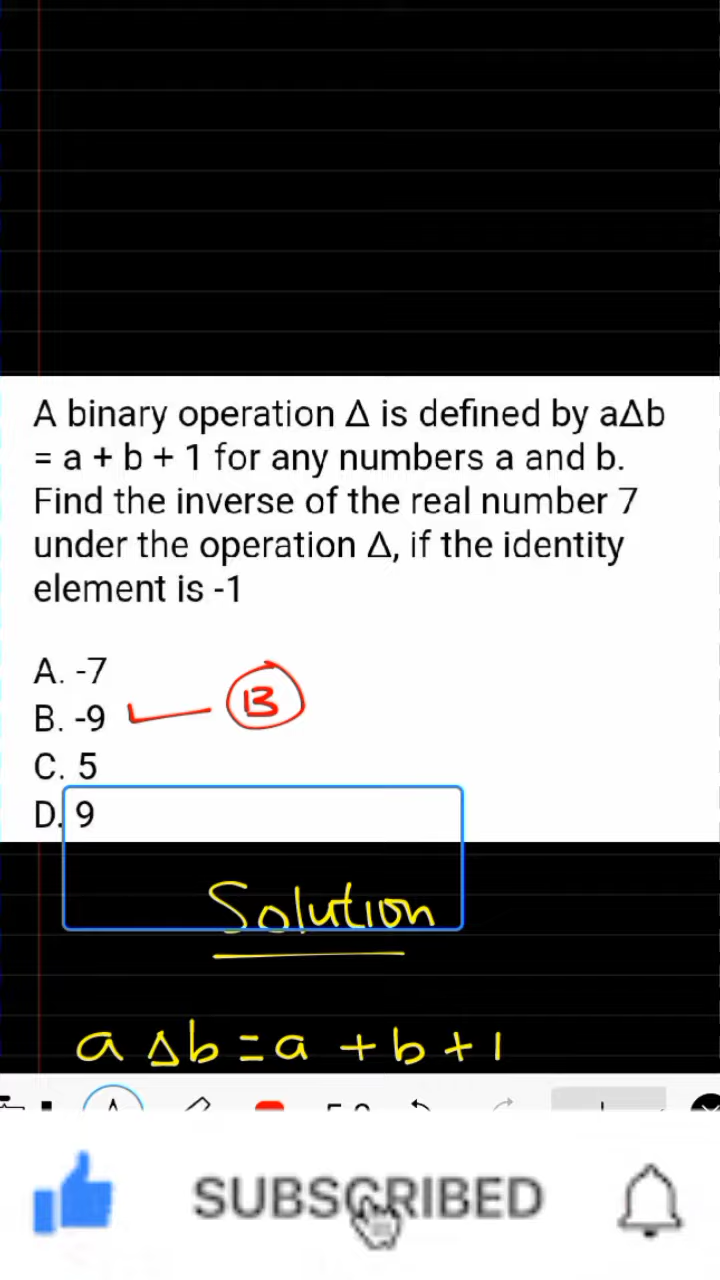 A binary operation Δ is defined by aΔb
= a + b + 1 for any numbers a and b.
Find the inverse of the real number 7
under the operation Δ, if the identity
element is -1
A. -7
B. -9
B
C. 5
D. 9
Solution
a Δ b = a + b + 1
SUBSCRIBED